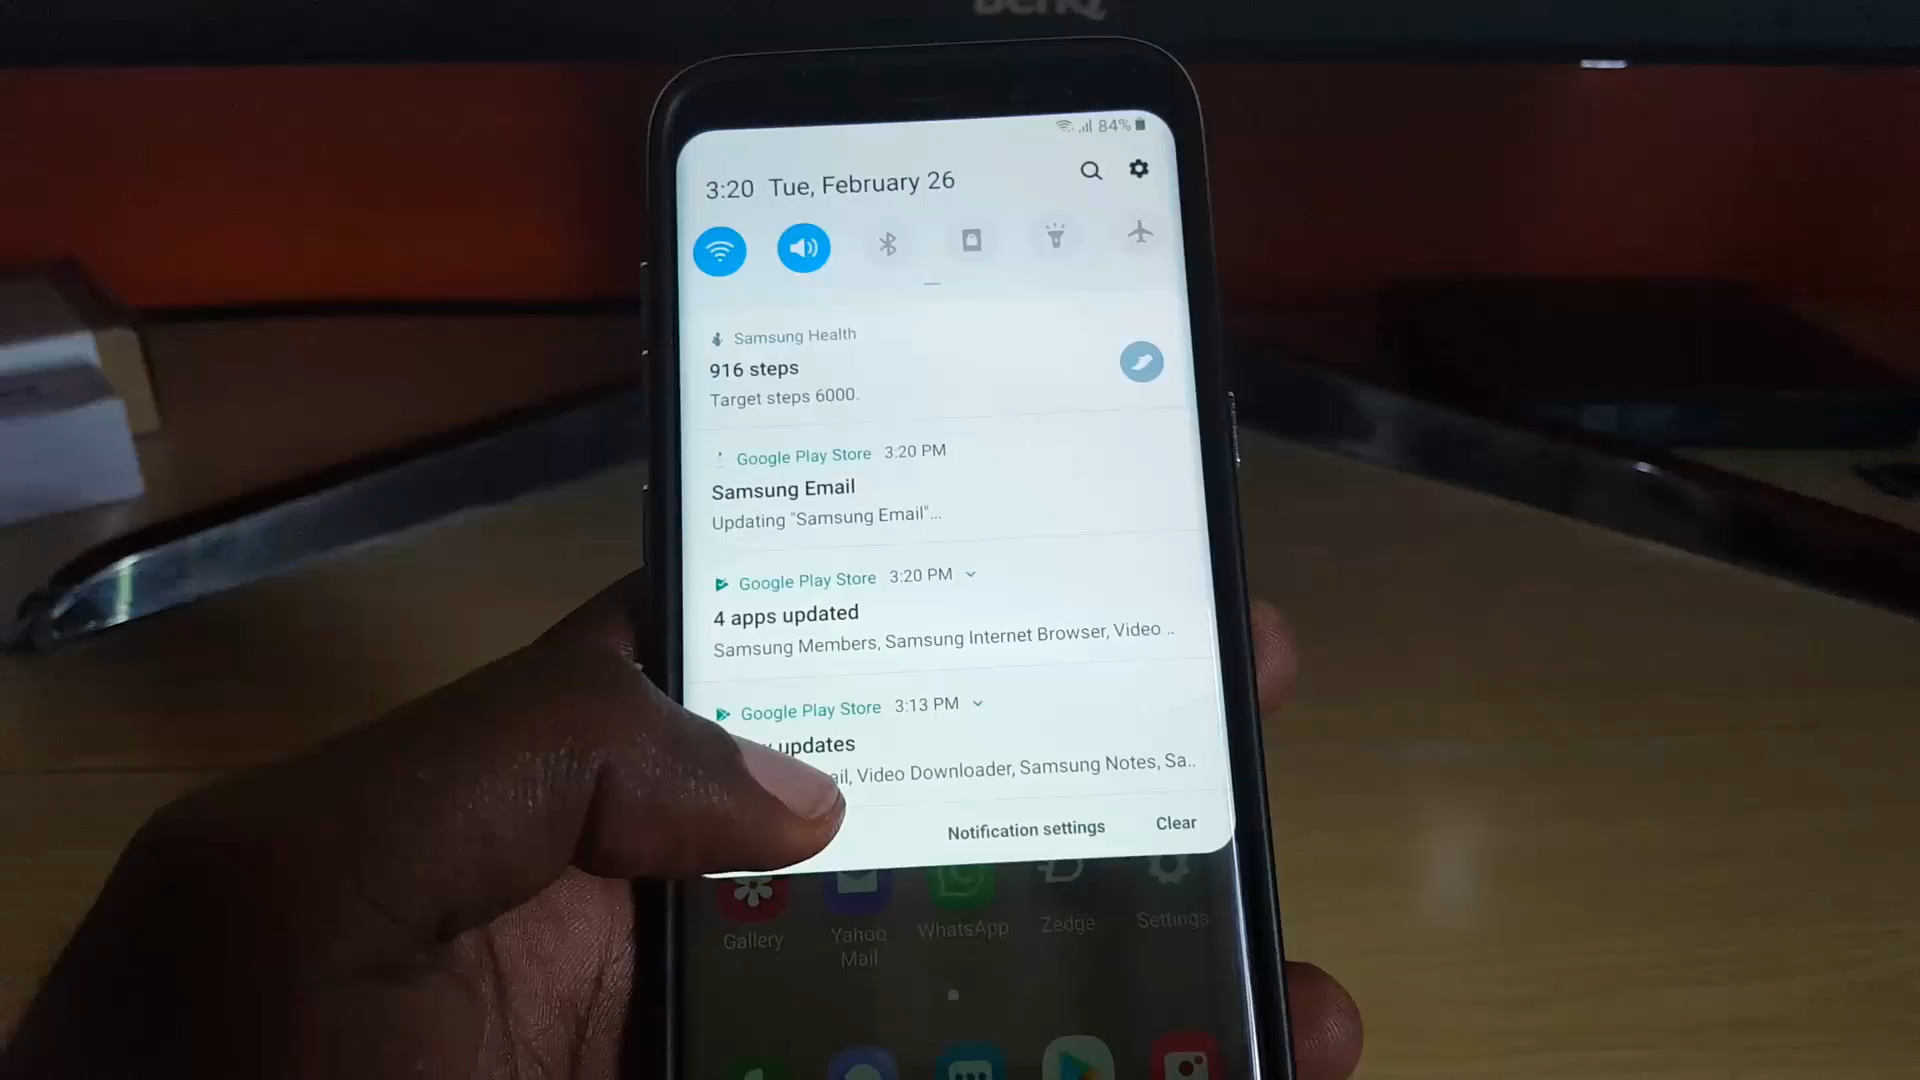 BenQ
84%
3:20 Tue, February 26
Samsung Health
916 steps
Target steps 6000.
Google Play Store 3:20 PM
Samsung Email
Updating "Samsung Email"...
Google Play Store 3:20 PM
4 apps updated
Samsung Members, Samsung Internet Browser, Video ..
Google Play Store 3:13 PM
updates
Video Downloader, Samsung Notes, Sa..
Notification settings Clear
Gallery Yahoo Mail WhatsApp Zedge Settings